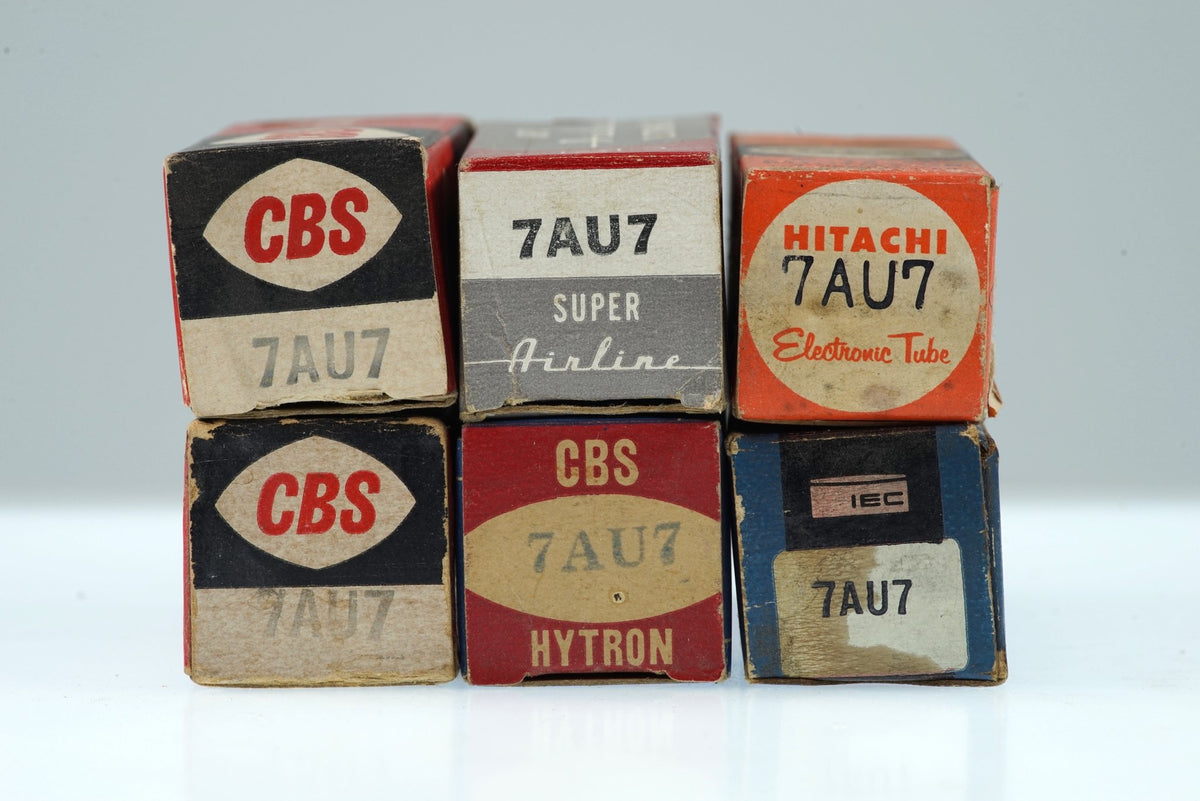 CBS
7AU7
7AU7
SUPER
Airline
HITACHI
7AU7
Electronic Tube
CBS
7AU7
CBS
7AU7
HYTRON
IEC
7AU7